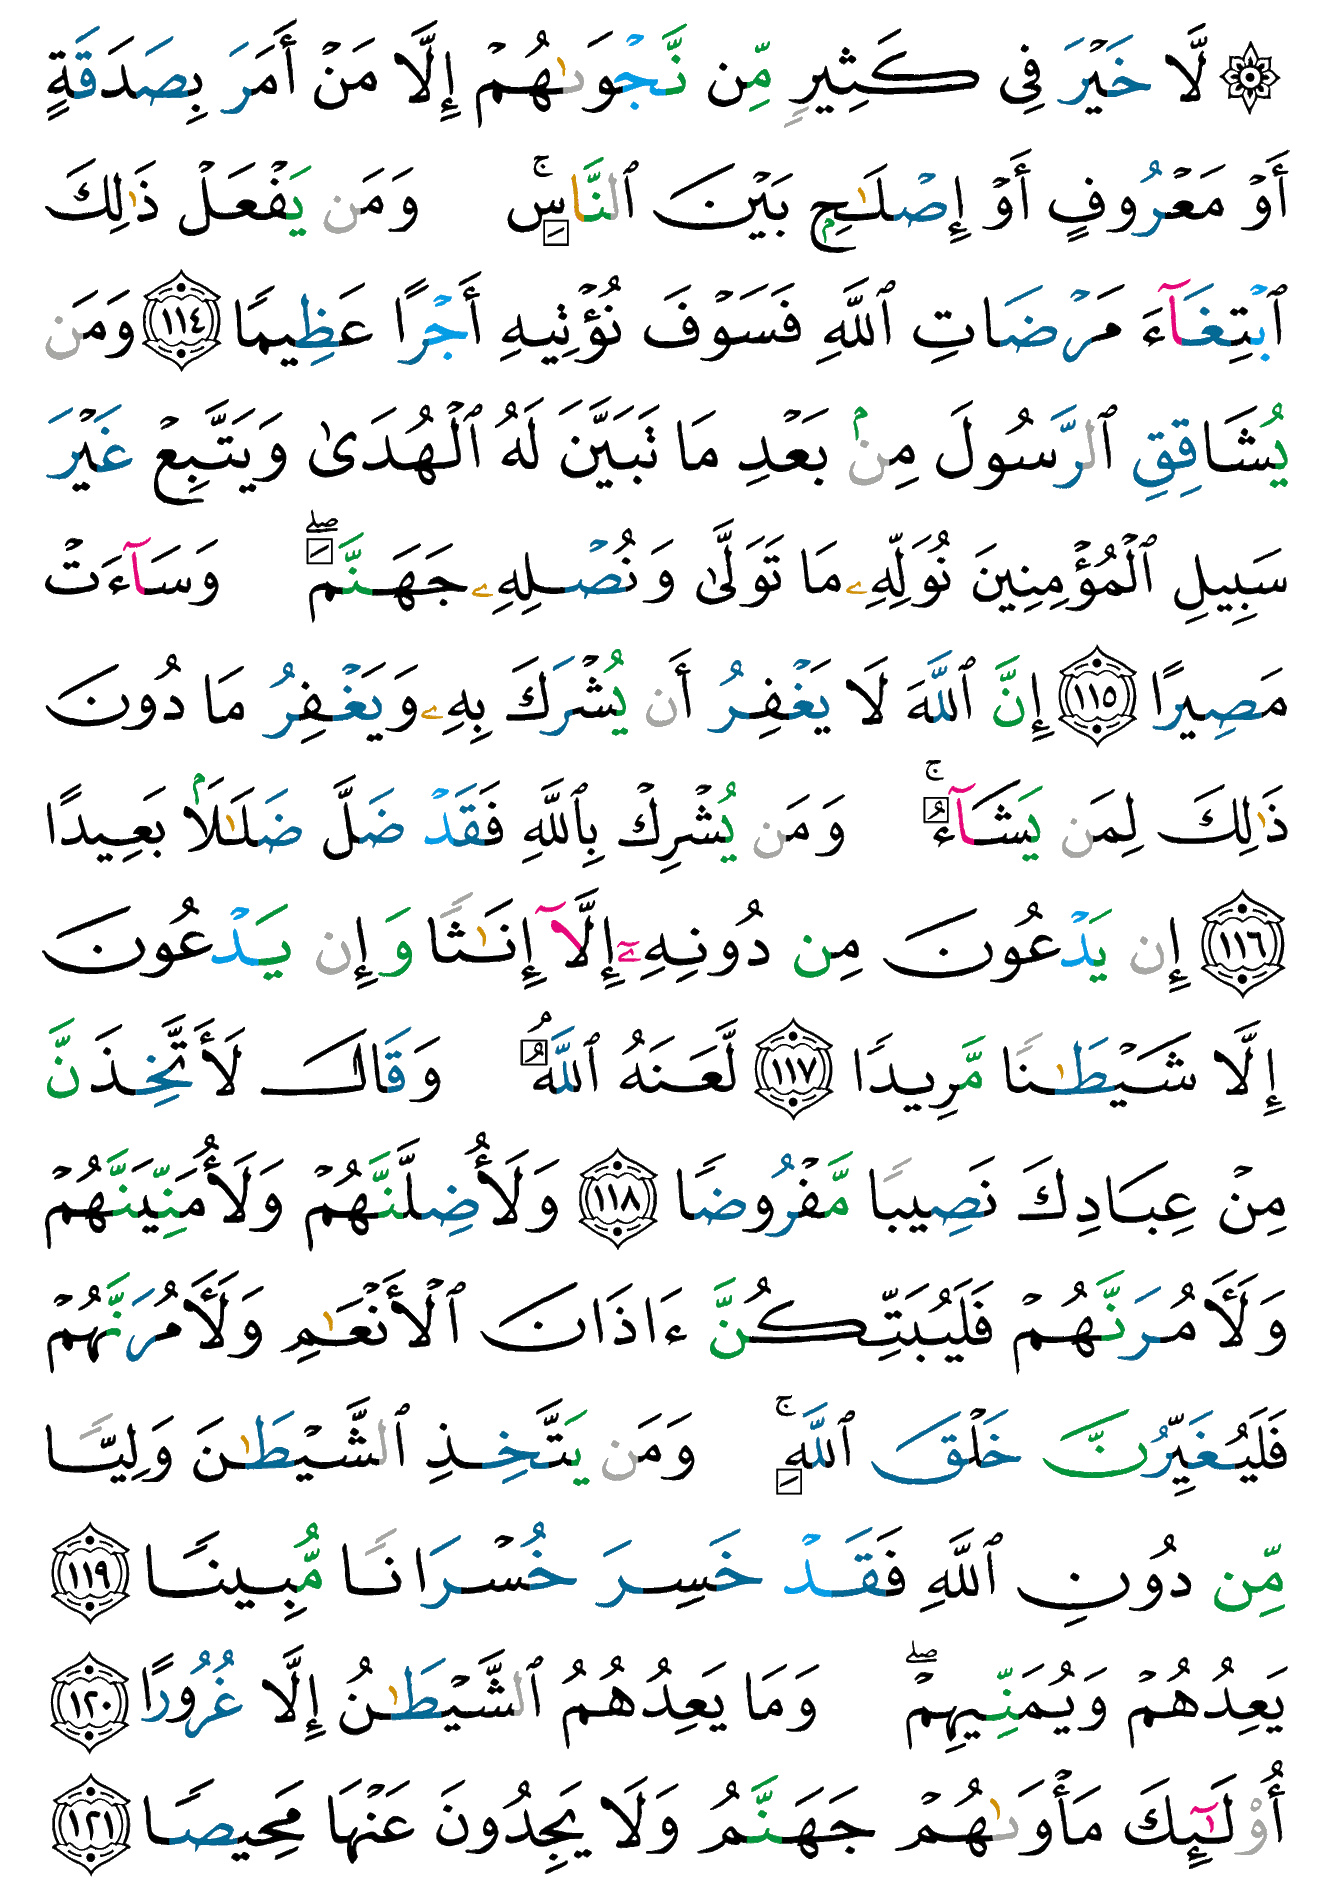 ۞ لَّا خَيْرَ فِى كَثِيرٍ مِّن نَّجْوَىٰهُمْ إِلَّا مَنْ أَمَرَ بِصَدَقَةٍ
أَوْ مَعْرُوفٍ أَوْ إِصْلَٰحٍۭ بَيْنَ ٱلنَّاسِۚ وَمَن يَفْعَلْ ذَٰلِكَ
ٱبْتِغَآءَ مَرْضَاتِ ٱللَّهِ فَسَوْفَ نُؤْتِيهِ أَجْرًا عَظِيمًا ١١٤ وَمَن
يُشَاقِقِ ٱلرَّسُولَ مِنۢ بَعْدِ مَا تَبَيَّنَ لَهُ ٱلْهُدَىٰ وَيَتَّبِعْ غَيْرَ
سَبِيلِ ٱلْمُؤْمِنِينَ نُوَلِّهِۦ مَا تَوَلَّىٰ وَنُصْلِهِۦ جَهَنَّمَۖ وَسَآءَتْ
مَصِيرًا ١١٥ إِنَّ ٱللَّهَ لَا يَغْفِرُ أَن يُشْرَكَ بِهِۦ وَيَغْفِرُ مَا دُونَ
ذَٰلِكَ لِمَن يَشَآءُۚ وَمَن يُشْرِكْ بِٱللَّهِ فَقَدْ ضَلَّ ضَلَٰلًۢا بَعِيدًا
١١٦ إِن يَدْعُونَ مِن دُونِهِۦٓ إِلَّآ إِنَٰثًا وَإِن يَدْعُونَ
إِلَّا شَيْطَٰنًا مَّرِيدًا ١١٧ لَّعَنَهُ ٱللَّهُۘ وَقَالَ لَأَتَّخِذَنَّ
مِنْ عِبَادِكَ نَصِيبًا مَّفْرُوضًا ١١٨ وَلَأُضِلَّنَّهُمْ وَلَأُمَنِّيَنَّهُمْ
وَلَءَامُرَنَّهُمْ فَلَيُبَتِّكُنَّ ءَاذَانَ ٱلْأَنْعَٰمِ وَلَءَامُرَنَّهُمْ
فَلَيُغَيِّرُنَّ خَلْقَ ٱللَّهِۚ وَمَن يَتَّخِذِ ٱلشَّيْطَٰنَ وَلِيًّا
مِّن دُونِ ٱللَّهِ فَقَدْ خَسِرَ خُسْرَانًا مُّبِينًا ١١٩
يَعِدُهُمْ وَيُمَنِّيهِمْۖ وَمَا يَعِدُهُمُ ٱلشَّيْطَٰنُ إِلَّا غُرُورًا ١٢٠
أُو۟لَٰٓئِكَ مَأْوَىٰهُمْ جَهَنَّمُ وَلَا يَجِدُونَ عَنْهَا مَحِيصًا ١٢١